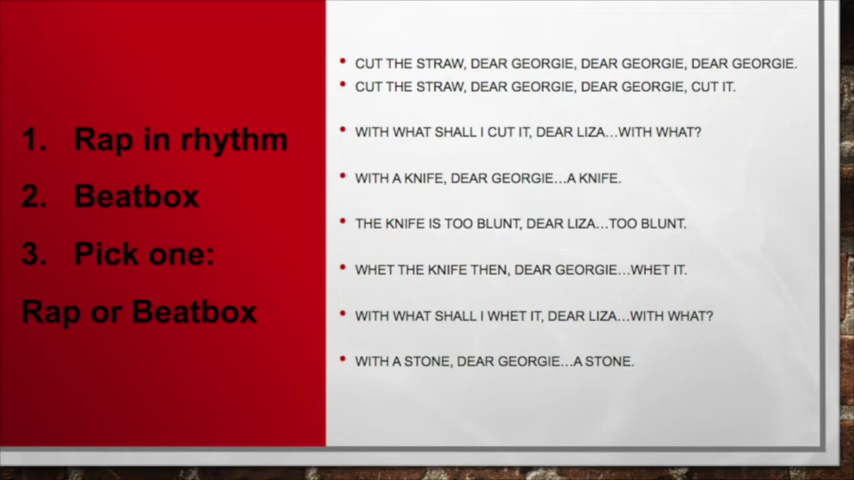 1. Rap in rhythm
2. Beatbox
3. Pick one:
Rap or Beatbox
• CUT THE STRAW, DEAR GEORGIE, DEAR GEORGIE, DEAR GEORGIE.
• CUT THE STRAW, DEAR GEORGIE, DEAR GEORGIE, CUT IT.
• WITH WHAT SHALL I CUT IT, DEAR LIZA...WITH WHAT?
• WITH A KNIFE, DEAR GEORGIE...A KNIFE.
• THE KNIFE IS TOO BLUNT, DEAR LIZA...TOO BLUNT.
• WHET THE KNIFE THEN, DEAR GEORGIE...WHET IT.
• WITH WHAT SHALL I WHET IT, DEAR LIZA...WITH WHAT?
• WITH A STONE, DEAR GEORGIE...A STONE.